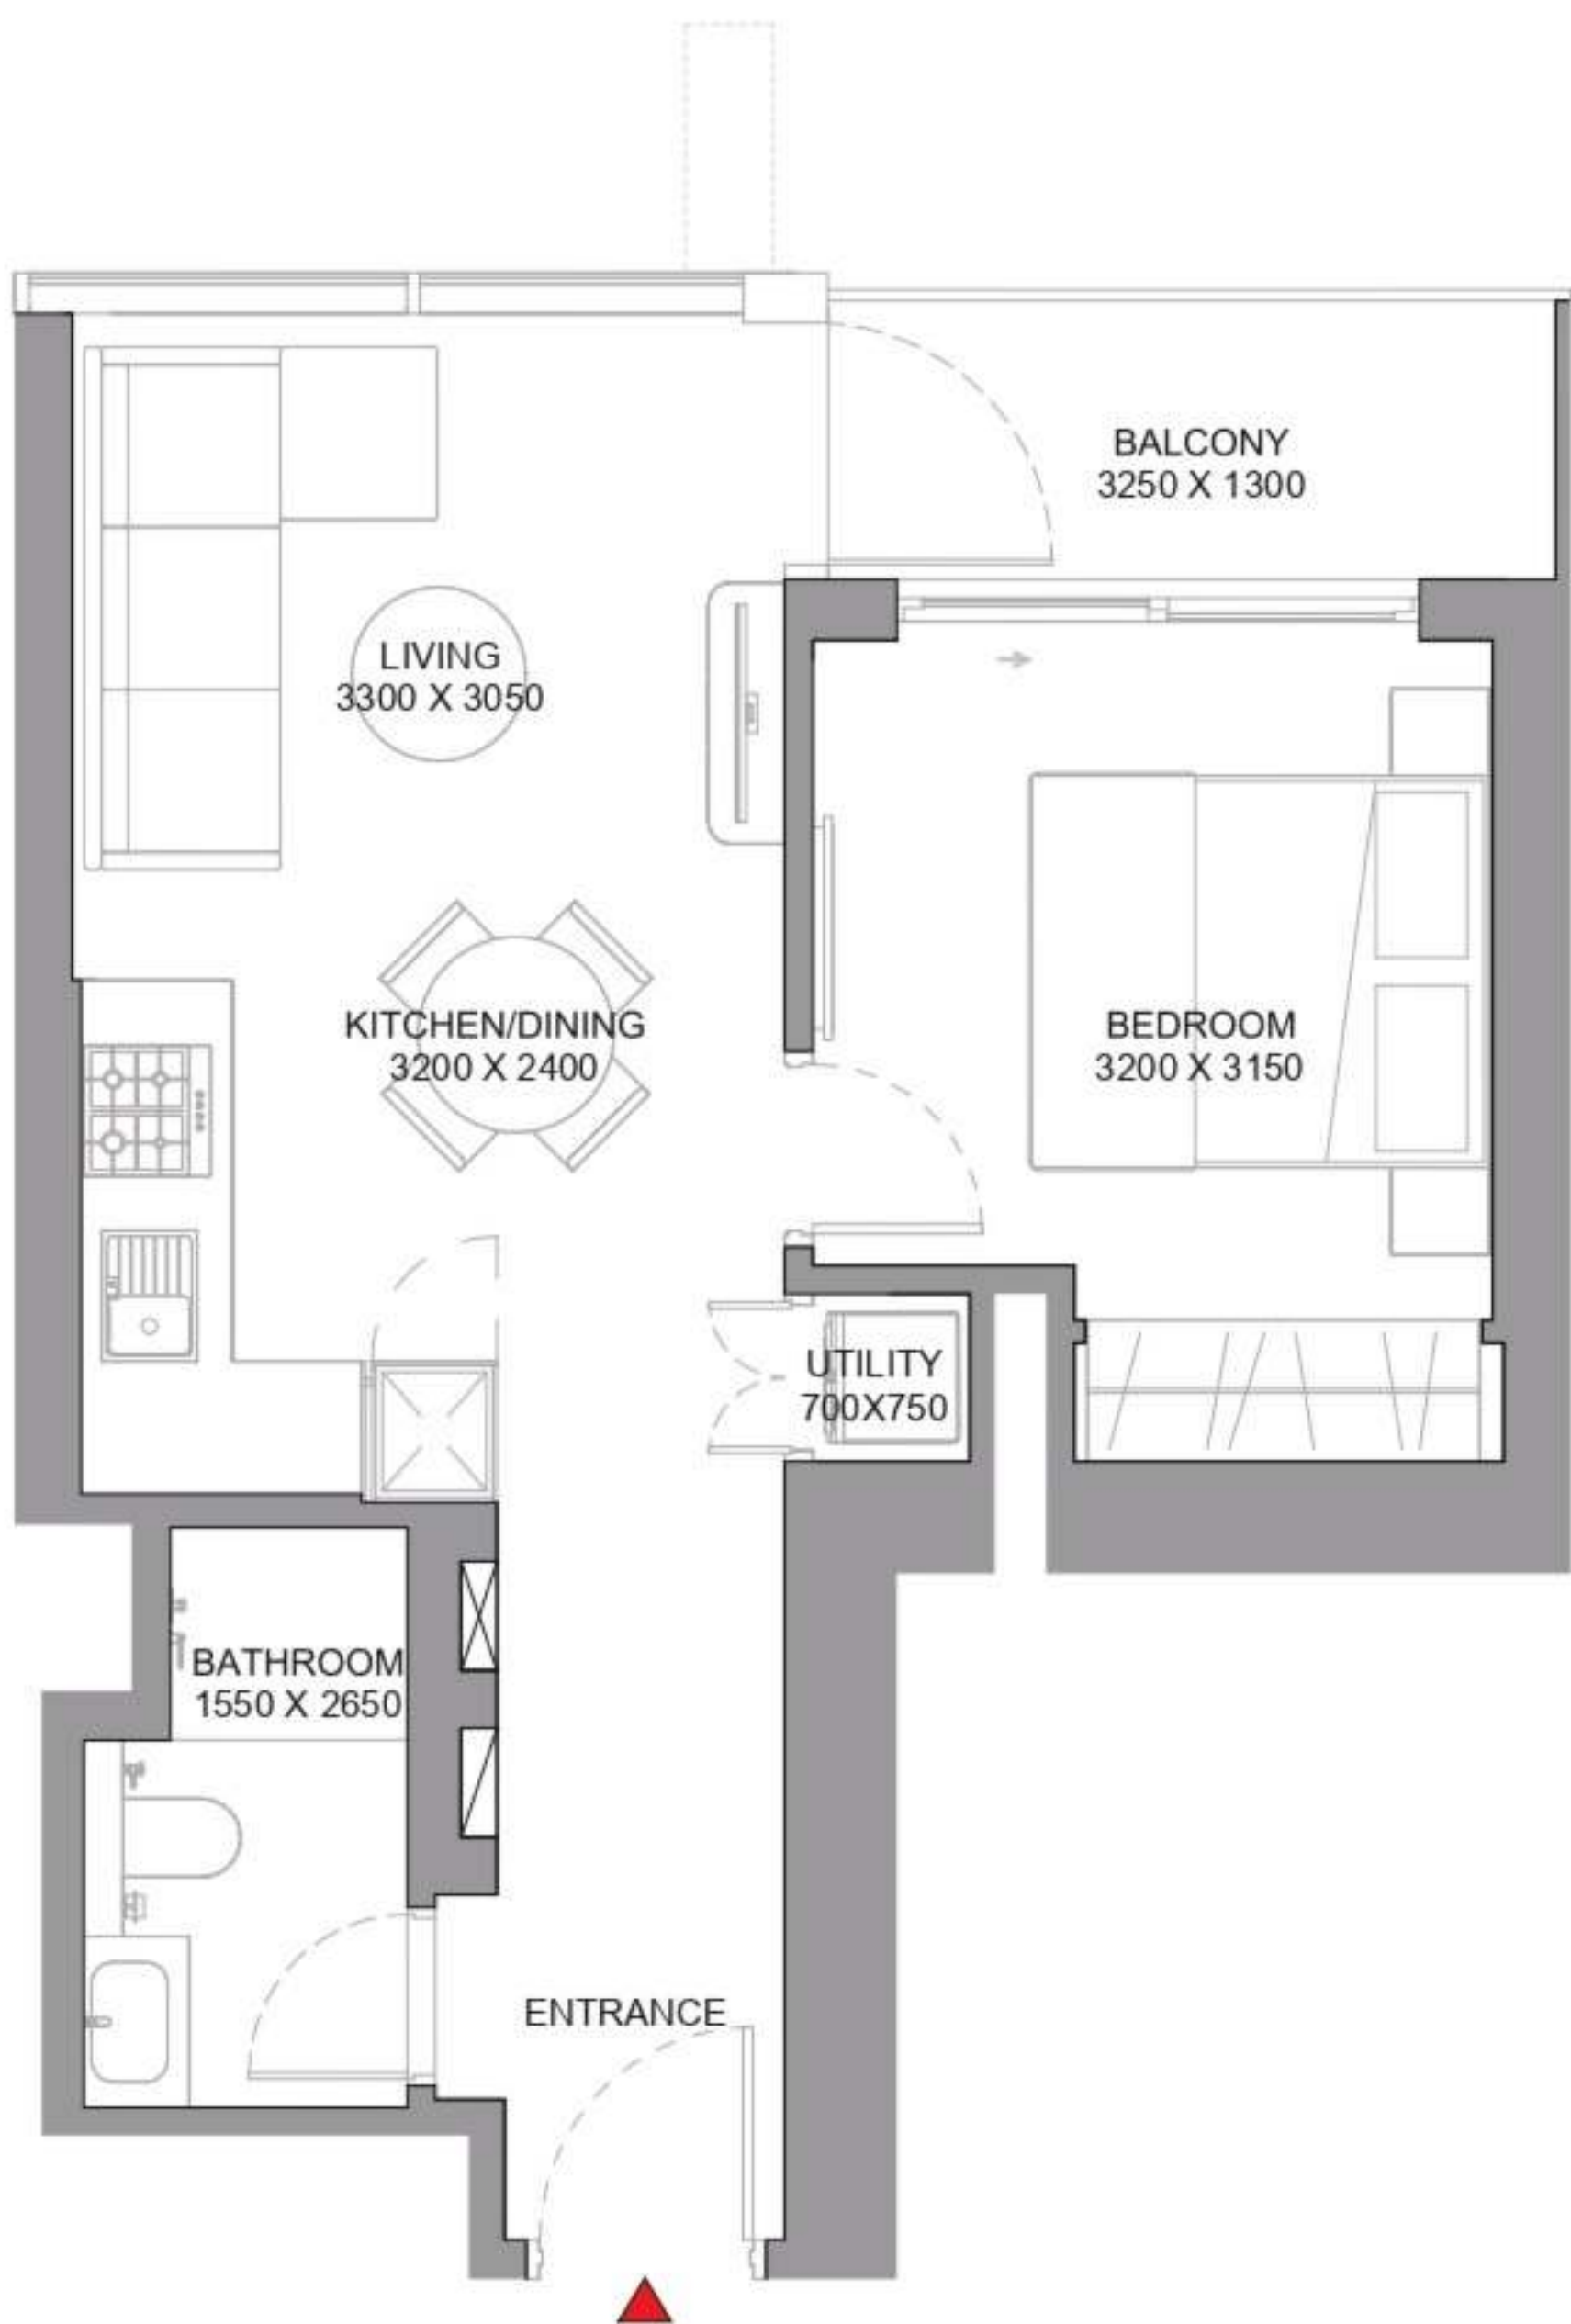 BALCONY
3250 X 1300
LIVING
3300 X 3050
KITCHEN/DINING
3200 X 2400
BEDROOM
3200 X 3150
UTILITY
700X750
BATHROOM
1550 X 2650
ENTRANCE